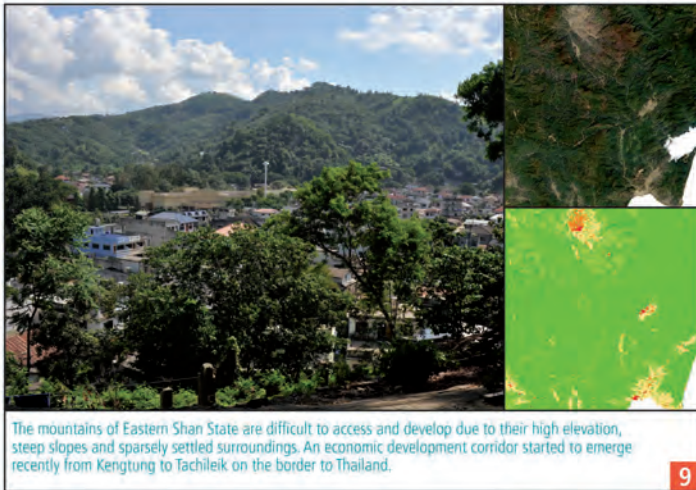 The mountains of Eastern Shan State are difficult to access and develop due to their high elevation,
steep slopes and sparsely settled surroundings. An economic development corridor started to emerge
recently from Kengtung to Tachileik on the border to Thailand.
9